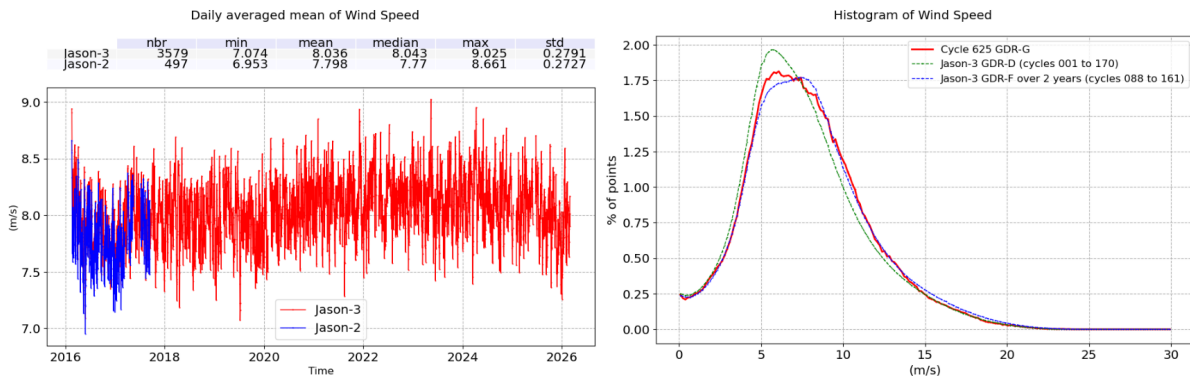 Daily averaged mean of Wind Speed
nbr min mean median max std
Jason-3 3579 7.074 8.036 8.043 9.025 0.2791
Jason-2 497 6.953 7.798 7.77 8.661 0.2727
9.0
8.5
8.0
7.5
7.0
(m/s)
Jason-3
Jason-2
2016 2018 2020 2022 2024 2026
Time
Histogram of Wind Speed
2.00
1.75
1.50
1.25
1.00
0.75
0.50
0.25
0.00
% of points
Cycle 625 GDR-G
Jason-3 GDR-D (cycles 001 to 170)
Jason-3 GDR-F over 2 years (cycles 088 to 161)
0 5 10 15 20 25 30
(m/s)